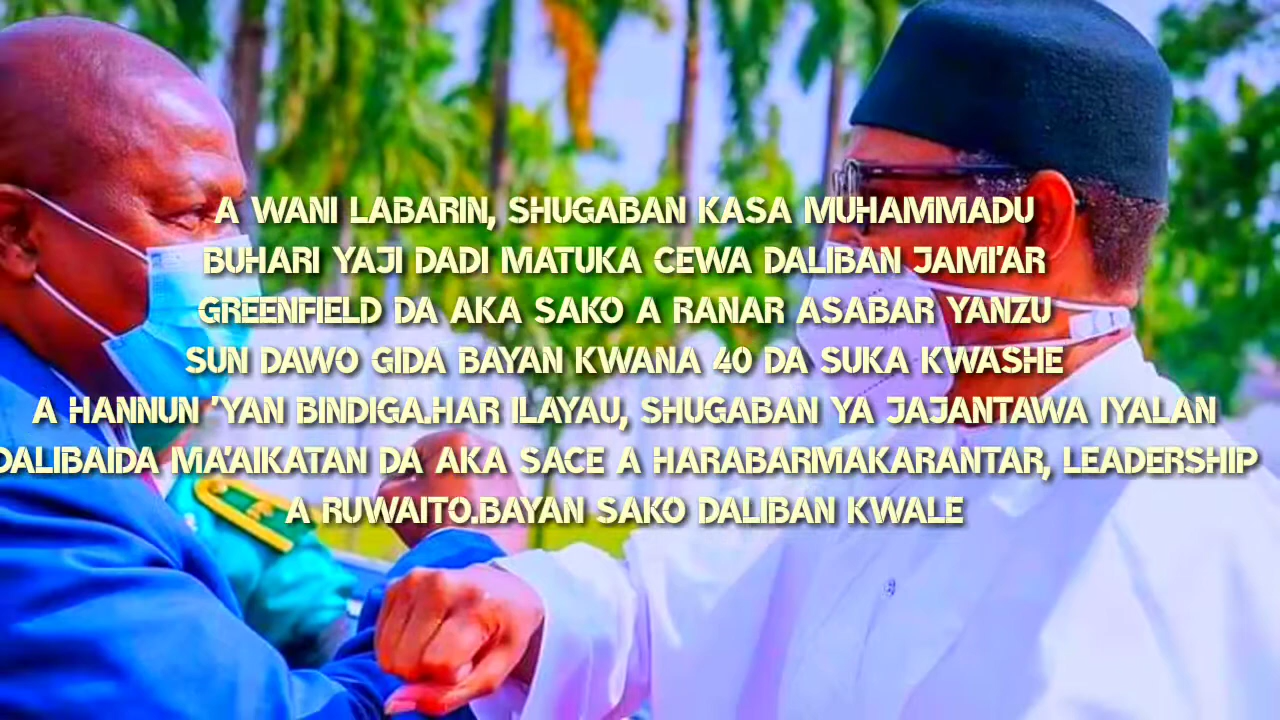 A WANI LABARIN, SHUGABAN KASA MUHAMMADU
BUHARI YAJI DADI MATUKA CEWA DALIBAN JAMI'AR
GREENFIELD DA AKA SAKO A RANAR ASABAR YANZU
SUN DAWO GIDA BAYAN KWANA 40 DA SUKA KWASHE
A HANNUN 'YAN BINDIGA.HAR ILAYAU, SHUGABAN YA JAJANTAWA IYALAN
DALIBAIDA MA'AIKATAN DA AKA SACE A HARABARMAKARANTAR, LEADERSHIP
A RUWAITO.BAYAN SAKO DALIBAN KWALE